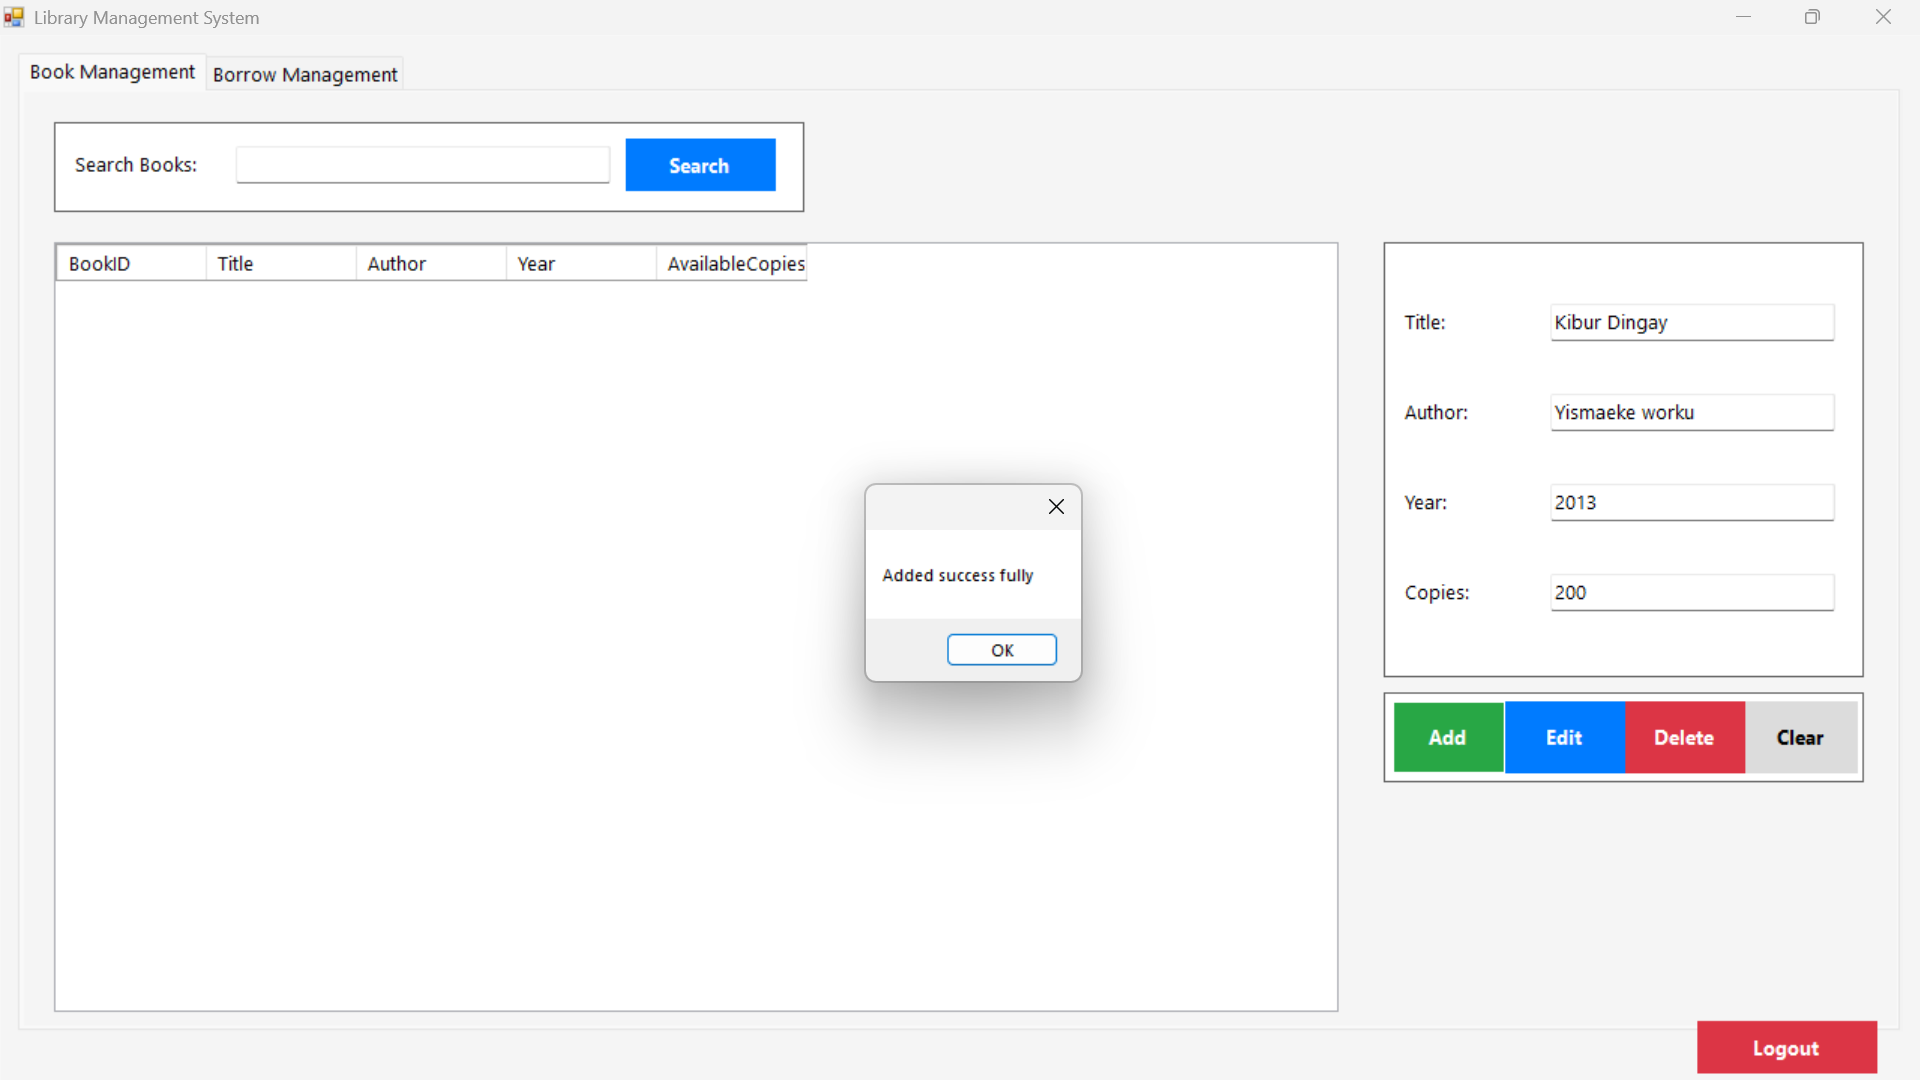 Library Management System
Book Management
Borrow Management
Search Books:
Search
BookID Title Author Year AvailableCopies
Title: Kibur Dingay
Author: Yismaeke worku
Year: 2013
Copies: 200
Added success fully
OK
Add Edit Delete Clear
Logout